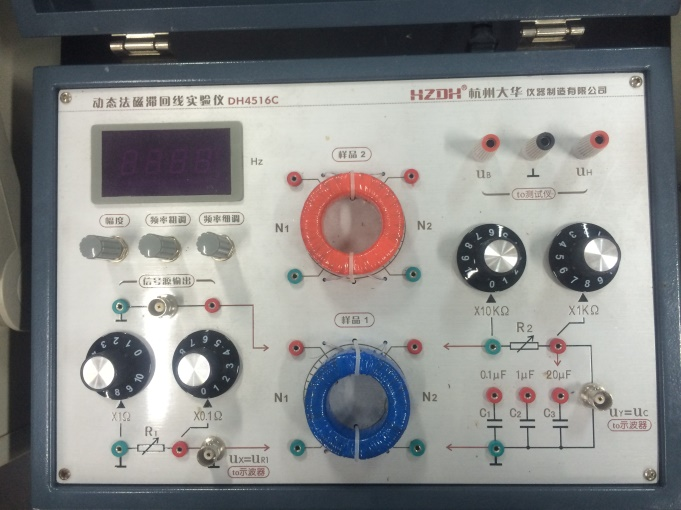 动态法磁滞回线实验仪 DH4516C
HZDH® 杭州大华 仪器制造有限公司
Hz
样品 2
N1
N2
uB
⊥
uH
to测试仪
幅度
频率粗调
频率细调
信号源输出
X10KΩ
X1KΩ
样品 1
R2
X1Ω
X0.1Ω
N1
N2
0.1μF
1μF
20μF
C1
C2
C3
uY=uC
to示波器
R1
uX=uR1
to示波器